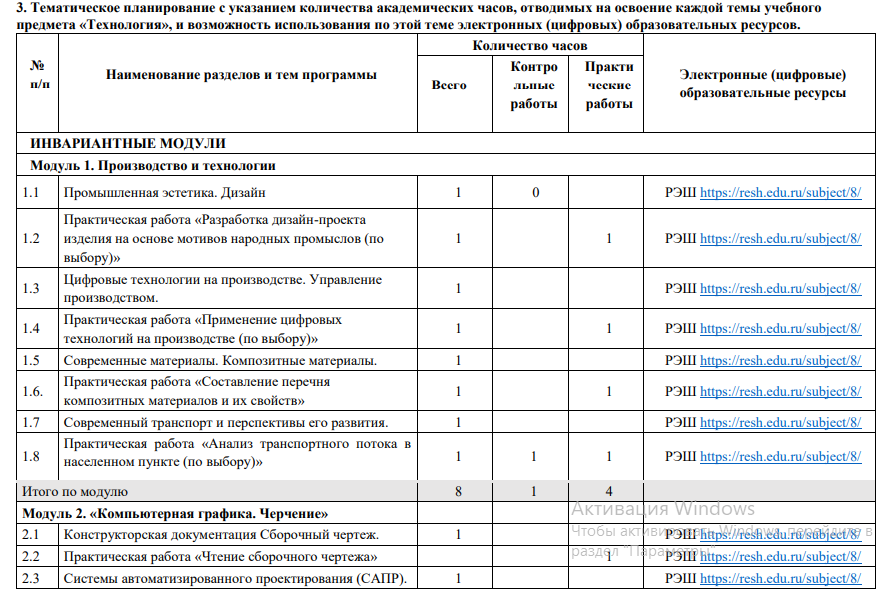 3. Тематическое планирование с указанием количества академических часов, отводимых на освоение каждой темы учебного
предмета «Технология», и возможность использования по этой теме электронных (цифровых) образовательных ресурсов.
№
п/п
Наименование разделов и тем программы
Количество часов
Всего
Контро
льные
работы
Практи
ческие
работы
Электронные (цифровые)
образовательные ресурсы
ИНВАРИАНТНЫЕ МОДУЛИ
Модуль 1. Производство и технологии
1.1 Промышленная эстетика. Дизайн 1 0 РЭШ https://resh.edu.ru/subject/8/
Практическая работа «Разработка дизайн-проекта
1.2 изделия на основе мотивов народных промыслов (по 1 1 РЭШ https://resh.edu.ru/subject/8/
выбору)»
Цифровые технологии на производстве. Управление
1.3 производством. 1 РЭШ https://resh.edu.ru/subject/8/
Практическая работа «Применение цифровых
1.4 технологий на производстве (по выбору)» 1 1 РЭШ https://resh.edu.ru/subject/8/
1.5 Современные материалы. Композитные материалы. 1 РЭШ https://resh.edu.ru/subject/8/
Практическая работа «Составление перечня
1.6. композитных материалов и их свойств» 1 1 РЭШ https://resh.edu.ru/subject/8/
1.7 Современный транспорт и перспективы его развития. 1 РЭШ https://resh.edu.ru/subject/8/
Практическая работа «Анализ транспортного потока в
1.8 населенном пункте (по выбору)» 1 1 1 РЭШ https://resh.edu.ru/subject/8/
Итого по модулю 8 1 4
Модуль 2. «Компьютерная графика. Черчение»
Активация Windows
2.1 Конструкторская документация Сборочный чертеж. 1 РЭШ https://resh.edu.ru/subject/8/
Чтобы активировать Windows, перейдите в
2.2 Практическая работа «Чтение сборочного чертежа» 1 РЭШ https://resh.edu.ru/subject/8/
раздел "Параметры".
2.3 Системы автоматизированного проектирования (САПР). 1 РЭШ https://resh.edu.ru/subject/8/